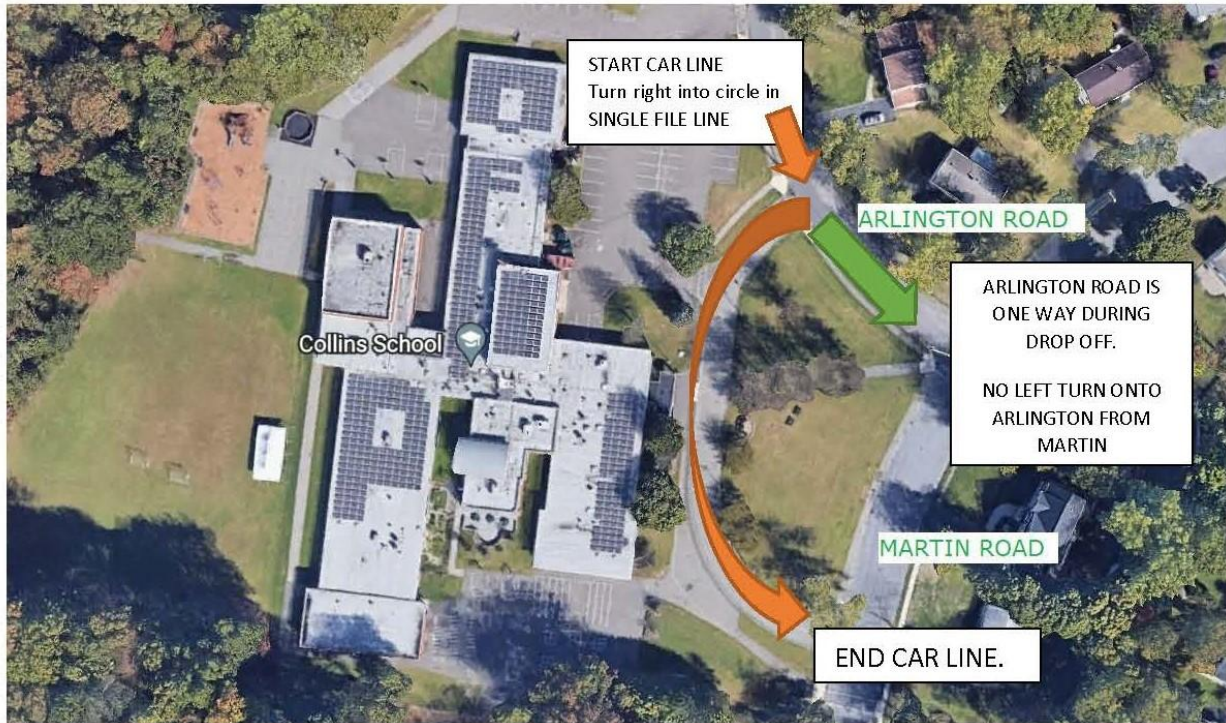 START CAR LINE
Turn right into circle in
SINGLE FILE LINE
ARLINGTON ROAD
ARLINGTON ROAD IS
ONE WAY DURING
DROP OFF.
NO LEFT TURN ONTO
ARLINGTON FROM
MARTIN
Collins School
MARTIN ROAD
END CAR LINE.